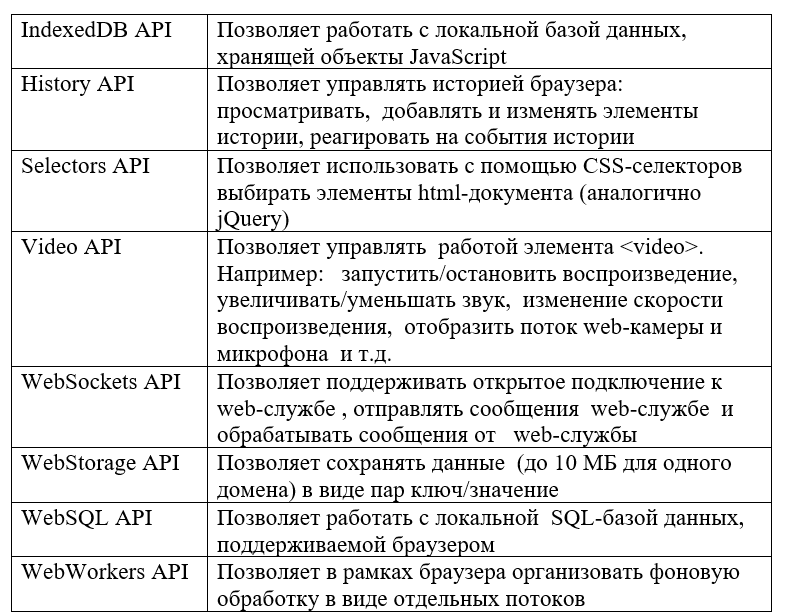 IndexedDB API Позволяет работать с локальной базой данных,
хранящей объекты JavaScript
History API Позволяет управлять историей браузера:
просматривать, добавлять и изменять элементы
истории, реагировать на события истории
Selectors API Позволяет использовать с помощью CSS-селекторов
выбирать элементы html-документа (аналогично
jQuery)
Video API Позволяет управлять работой элемента <video>.
Например: запустить/остановить воспроизведение,
увеличивать/уменьшать звук, изменение скорости
воспроизведения, отобразить поток web-камеры и
микрофона и т.д.
WebSockets API Позволяет поддерживать открытое подключение к
web-службе , отправлять сообщения web-службе и
обрабатывать сообщения от web-службы
WebStorage API Позволяет сохранять данные (до 10 МБ для одного
домена) в виде пар ключ/значение
WebSQL API Позволяет работать с локальной SQL-базой данных,
поддерживаемой браузером
WebWorkers API Позволяет в рамках браузера организовать фоновую
обработку в виде отдельных потоков